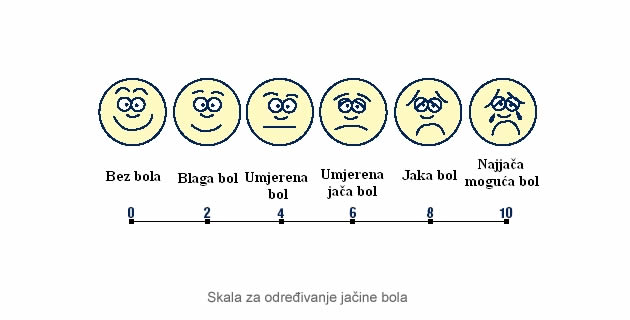 Bez bola
Blaga bol
Umjerena
bol
Umjerena
jača bol
Jaka bol
Najjača
moguća bol
0 2 4 6 8 10
Skala za određivanje jačine bola